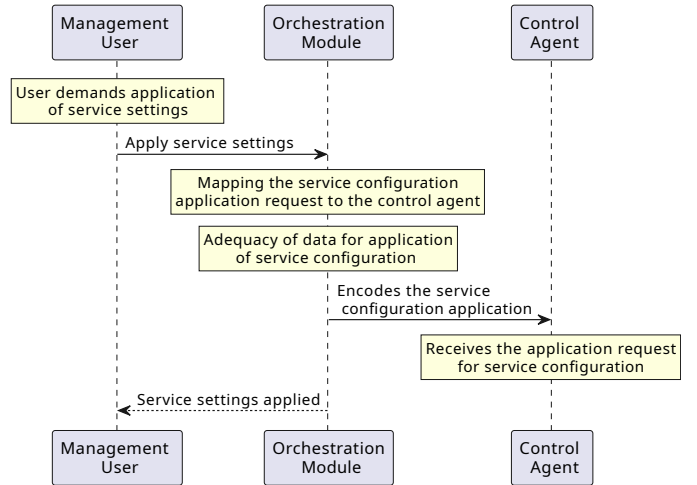 Management
User
Orchestration
Module
Control
Agent
User demands application
of service settings
Apply service settings
Mapping the service configuration
application request to the control agent
Adequacy of data for application
of service configuration
Encodes the service
configuration application
Receives the application request
for service configuration
Service settings applied
Management
User
Orchestration
Module
Control
Agent